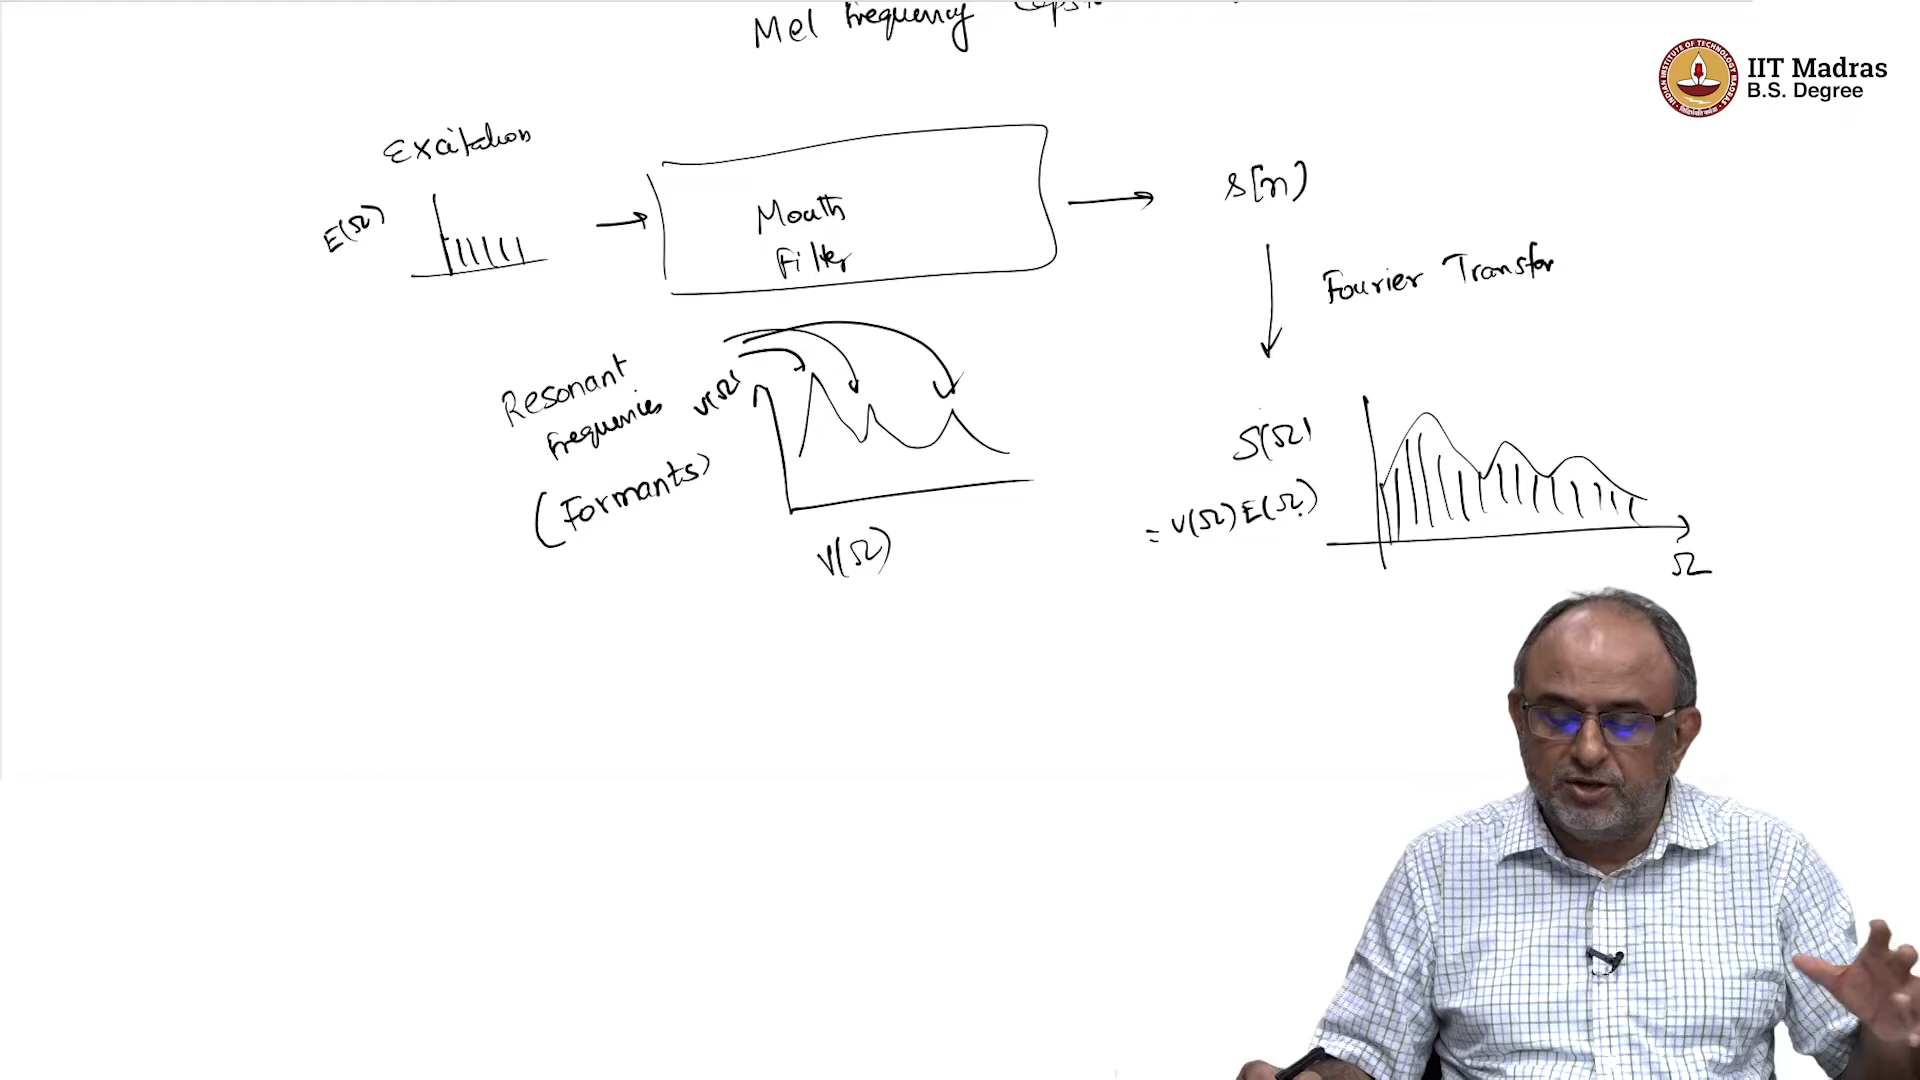 Mel Frequency
IIT Madras
B.S. Degree
Excitation
E(Ω)
Mouth
Filter
s[n]
Fourier Transfor
Resonant
Frequencies
(Formants)
V(Ω)
V(Ω)
S(Ω)
= V(Ω) E(Ω)
Ω